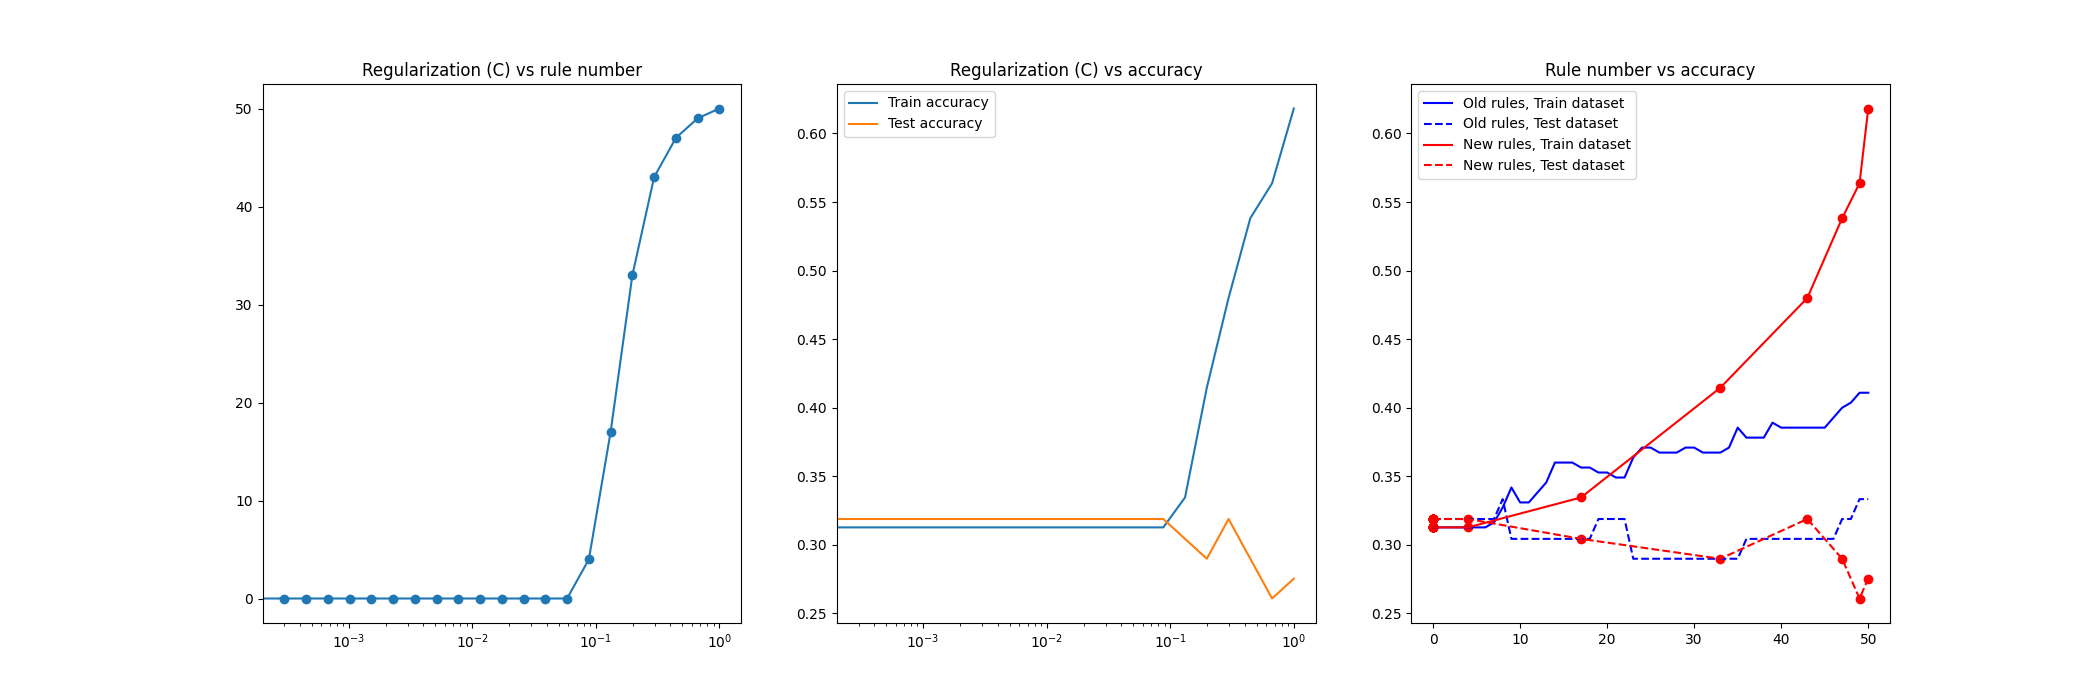 Regularization (C) vs rule number
50
40
30
20
10
0
10⁻³ 10⁻² 10⁻¹ 10⁰
Regularization (C) vs accuracy
Train accuracy
Test accuracy
0.60
0.55
0.50
0.45
0.40
0.35
0.30
0.25
10⁻³ 10⁻² 10⁻¹ 10⁰
Rule number vs accuracy
Old rules, Train dataset
Old rules, Test dataset
New rules, Train dataset
New rules, Test dataset
0.60
0.55
0.50
0.45
0.40
0.35
0.30
0.25
0 10 20 30 40 50